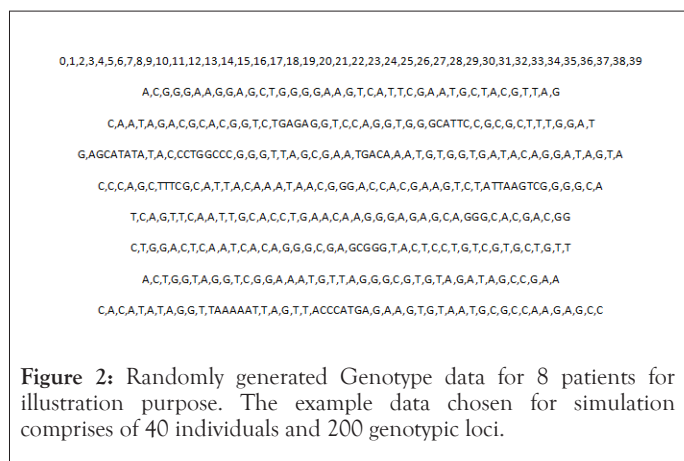 0,1,2,3,4,5,6,7,8,9,10,11,12,13,14,15,16,17,18,19,20,21,22,23,24,25,26,27,28,29,30,31,32,33,34,35,36,37,38,39
A,C,G,G,G,A,A,G,G,A,G,C,T,G,G,G,G,A,A,G,T,C,A,T,T,C,G,A,A,T,G,C,T,A,C,G,T,T,A,G
C,A,A,T,A,G,A,C,G,C,A,C,G,G,T,C,TGAGAG,G,T,C,C,A,G,G,T,G,G,GCATTC,C,G,C,G,C,T,T,T,G,G,A,T
G,AGCATATA,T,A,C,CCTGGCCC,G,G,G,T,T,A,G,C,G,A,A,TGACA,A,A,T,G,T,G,G,T,G,A,T,A,C,A,G,G,A,T,A,G,T,A
C,C,C,A,G,C,TTTCG,C,A,T,T,A,C,A,A,A,T,A,A,C,G,GG,A,C,C,A,C,G,A,A,G,T,C,T,ATTAAGTCG,G,G,G,C,A
T,C,A,G,T,T,C,A,A,T,T,G,C,A,C,C,T,G,A,A,C,A,A,G,G,G,A,G,A,G,C,A,GGG,C,A,C,G,A,C,GG
C,T,G,G,A,C,T,C,A,A,T,C,A,C,A,G,G,G,C,G,A,GCGGG,T,A,C,T,C,C,T,G,T,C,G,T,G,C,T,G,T,T
A,C,T,G,G,T,A,G,G,T,C,G,G,A,A,A,T,G,T,T,A,G,G,G,C,G,T,G,T,A,G,A,T,A,G,C,C,G,A,A
C,A,C,A,T,A,T,A,G,G,T,TAAAAAT,T,A,G,T,T,ACCCATGA,G,A,A,G,T,G,T,A,A,T,G,C,G,C,C,A,A,G,A,G,C,C
Figure 2: Randomly generated Genotype data for 8 patients for
illustration purpose. The example data chosen for simulation
comprises of 40 individuals and 200 genotypic loci.